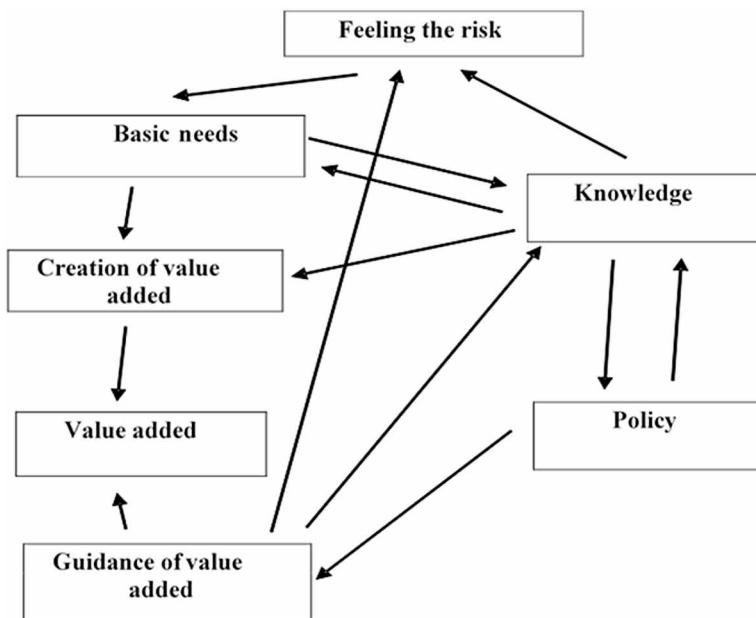 Feeling the risk
Basic needs
Knowledge
Creation of value
added
Value added
Policy
Guidance of value
added